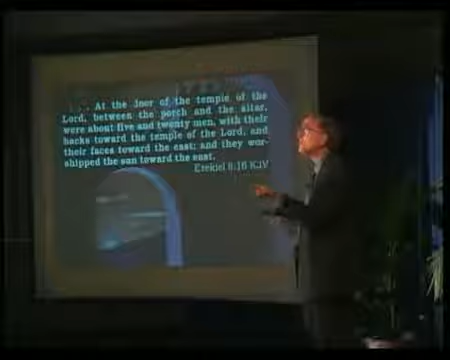 . . . At the door of the temple of the
Lord, between the porch and the altar,
were about five and twenty men, with their
backs toward the temple of the Lord, and
their faces toward the east; and they wor-
shipped the sun toward the east.
Ezekiel 8:16 KJV